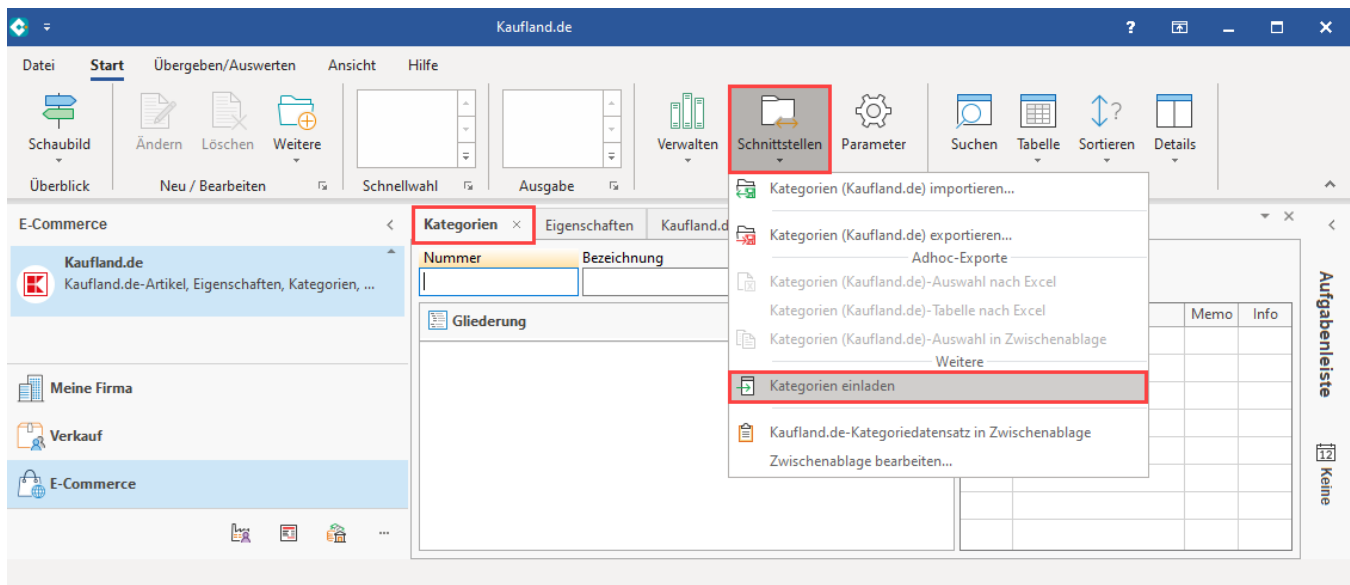 Kaufland.de
?
Datei Start Übergeben/Auswerten Ansicht Hilfe
Schaubild Ändern Löschen Weitere Verwalten Schnittstellen Parameter Suchen Tabelle Sortieren Details
Überblick Neu / Bearbeiten Schnellwahl Ausgabe
Kategorien (Kaufland.de) importieren...
Kategorien (Kaufland.de) exportieren...
Adhoc-Exporte
Kategorien (Kaufland.de)-Auswahl nach Excel
Kategorien (Kaufland.de)-Tabelle nach Excel
Kategorien (Kaufland.de)-Auswahl in Zwischenablage
Weitere
Kategorien einladen
Kaufland.de-Kategoriedatensatz in Zwischenablage
Zwischenablage bearbeiten...
E-Commerce
Kaufland.de
Kaufland.de-Artikel, Eigenschaften, Kategorien, ...
Meine Firma
Verkauf
E-Commerce
...
Kategorien Eigenschaften Kaufland.d
Nummer Bezeichnung
Gliederung
Memo Info
Aufgabenleiste
12 Keine